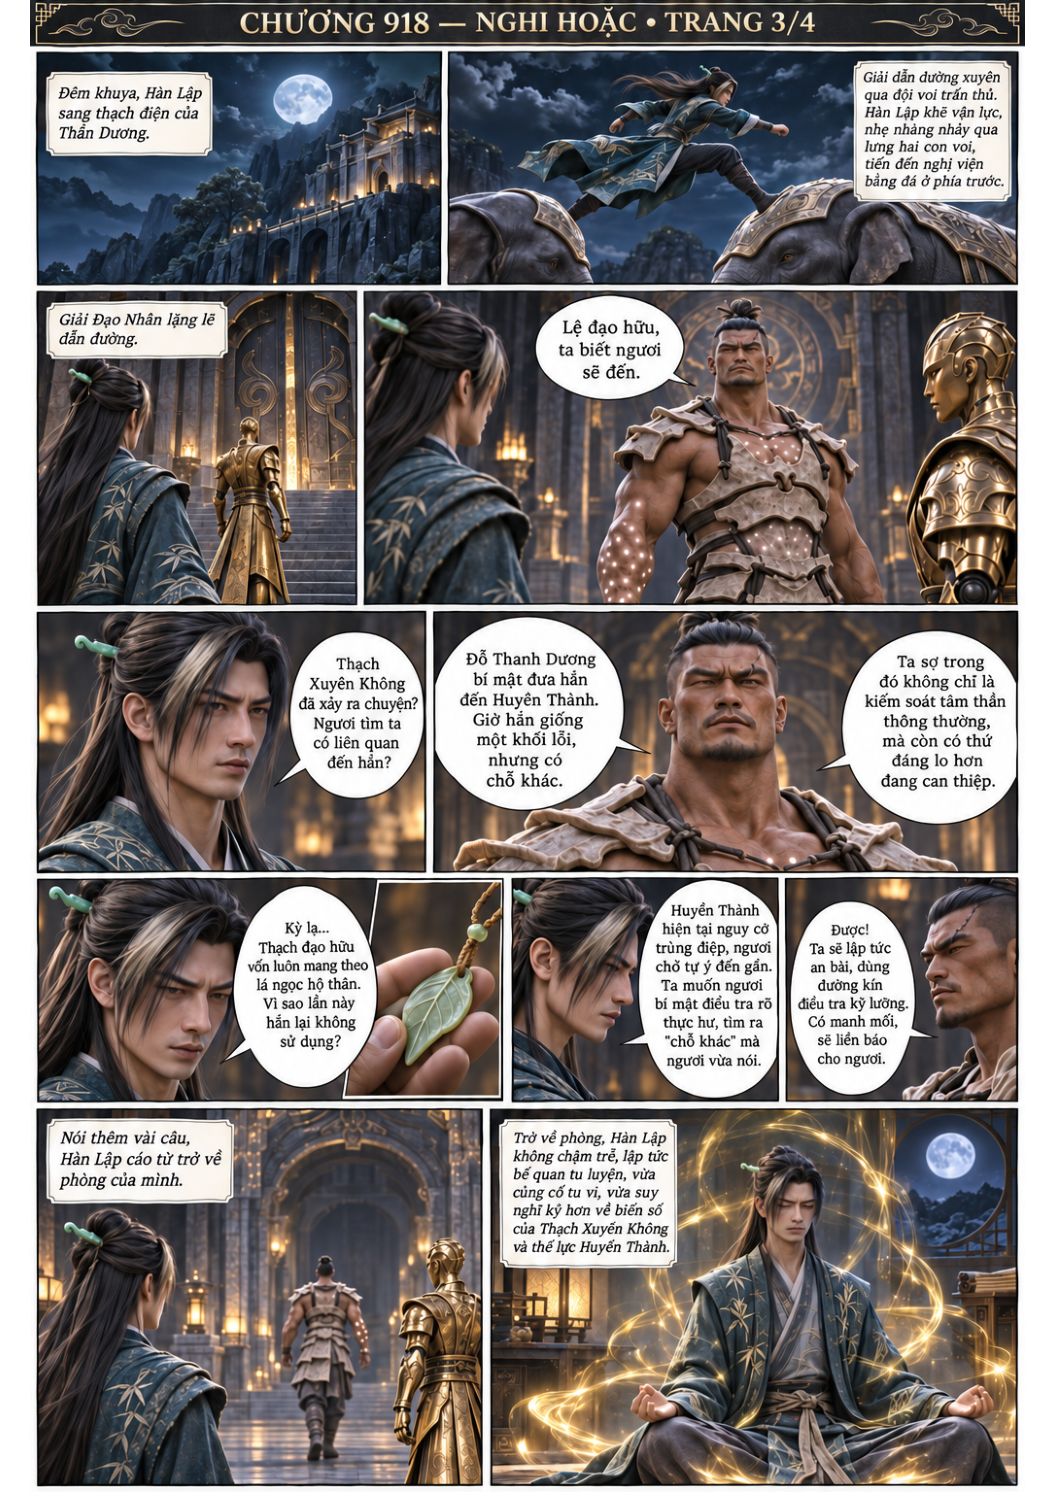 CHƯƠNG 918 — NGHI HOẶC • TRANG 3/4
Đêm khuya, Hàn Lập
sang thạch điện của
Thần Dương.
Giải dẫn đường xuyên
qua đội voi trấn thủ.
Hàn Lập khẽ vận lực,
nhẹ nhàng nhảy qua
lưng hai con voi,
tiến đến nghị viện
bằng đá ở phía trước.
Giải Đạo Nhân lặng lẽ
dẫn đường.
Lệ đạo hữu,
ta biết ngươi
sẽ đến.
Thạch
Xuyên Không
đã xảy ra chuyện?
Ngươi tìm ta
có liên quan
đến hắn?
Đỗ Thanh Dương
bí mật đưa hắn
đến Huyền Thành.
Giờ hắn giống
một khối lỗi,
nhưng có
chỗ khác.
Ta sợ trong
đó không chỉ là
kiếm soát tâm thần
thông thường,
mà còn có thứ
đáng lo hơn
đang can thiệp.
Kỳ lạ...
Thạch đạo hữu
vốn luôn mang theo
lá ngọc hộ thân.
Vì sao lần này
hắn lại không
sử dụng?
Huyền Thành
hiện tại nguy cờ
trùng điệp, ngươi
chở tự ý đến gần.
Ta muốn ngươi
bí mật điều tra rõ
thực hư, tìm ra
"chỗ khác" mà
ngươi vừa nói.
Được!
Ta sẽ lập tức
an bài, dùng
đường kín
điều tra kỹ lưỡng.
Có manh mối,
sẽ liền báo
cho ngươi.
Nói thêm vài câu,
Hàn Lập cáo từ trở về
phòng của mình.
Trở về phòng, Hàn Lập
không chậm trễ, lập tức
bế quan tu luyện, vừa
củng cố tu vi, vừa suy
nghĩ kỹ hơn về biến số
của Thạch Xuyến Không
và thế lực Huyến Thành.